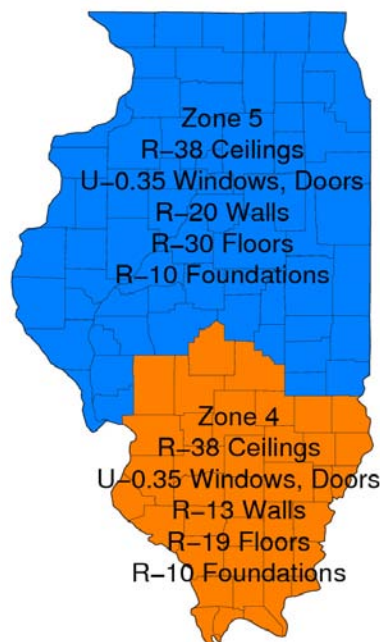 Zone 5
R-38 Ceilings
U-0.35 Windows, Doors
R-20 Walls
R-30 Floors
R-10 Foundations
Zone 4
R-38 Ceilings
U-0.35 Windows, Doors
R-13 Walls
R-19 Floors
R-10 Foundations